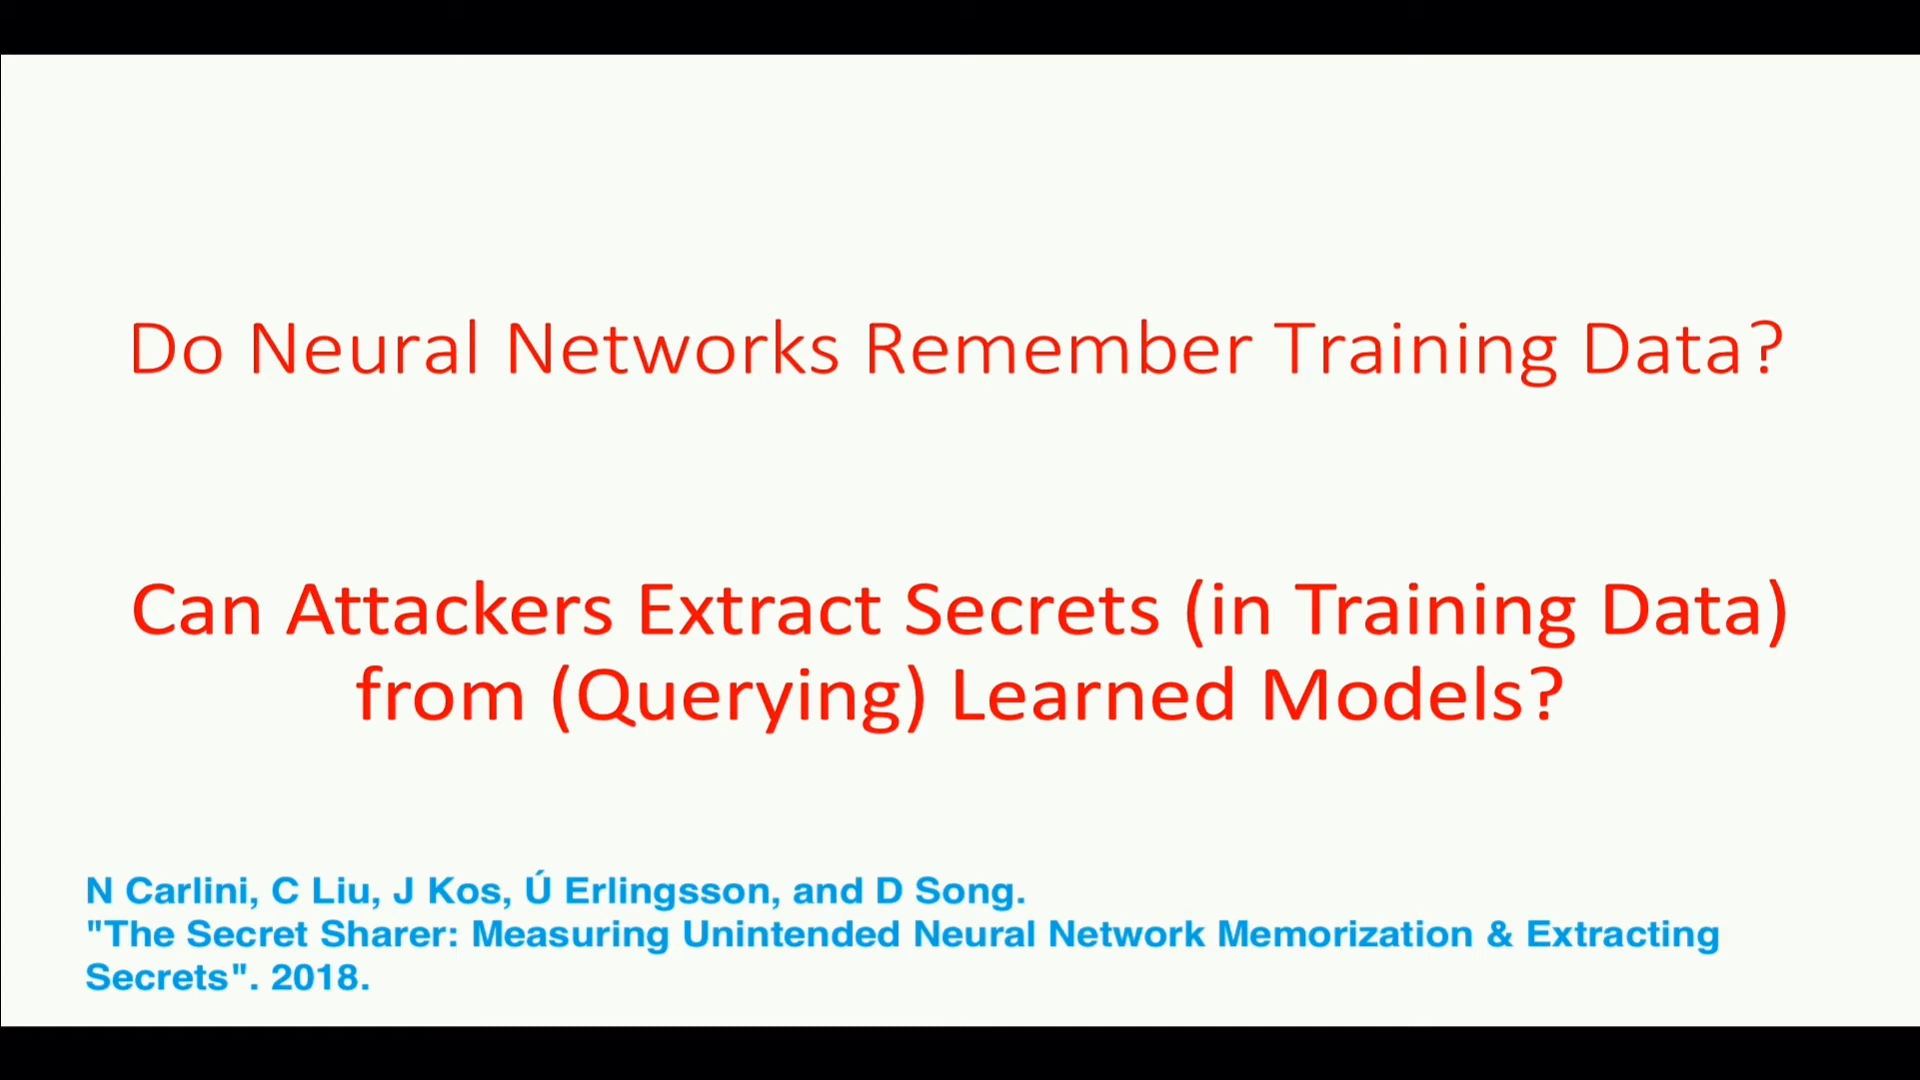 Do Neural Networks Remember Training Data?
Can Attackers Extract Secrets (in Training Data)
from (Querying) Learned Models?
N Carlini, C Liu, J Kos, Ú Erlingsson, and D Song.
"The Secret Sharer: Measuring Unintended Neural Network Memorization & Extracting
Secrets". 2018.